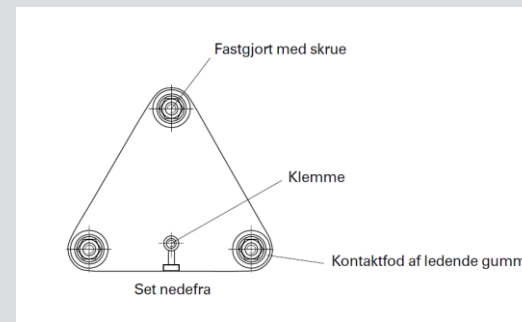 Fastgjort med skrue
Klemme
Kontaktfod af ledende gumm
Set nedefra